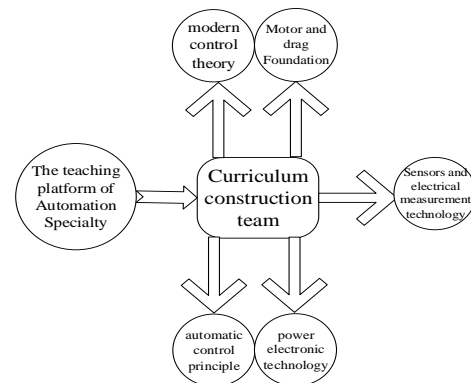 modern
control
theory
Motor and
drag
Foundation
The teaching
platform of
Automation
Specialty
Curriculum
construction
team
Sensors and
electrical
measurement
technology
automatic
control
principle
power
electronic
technology